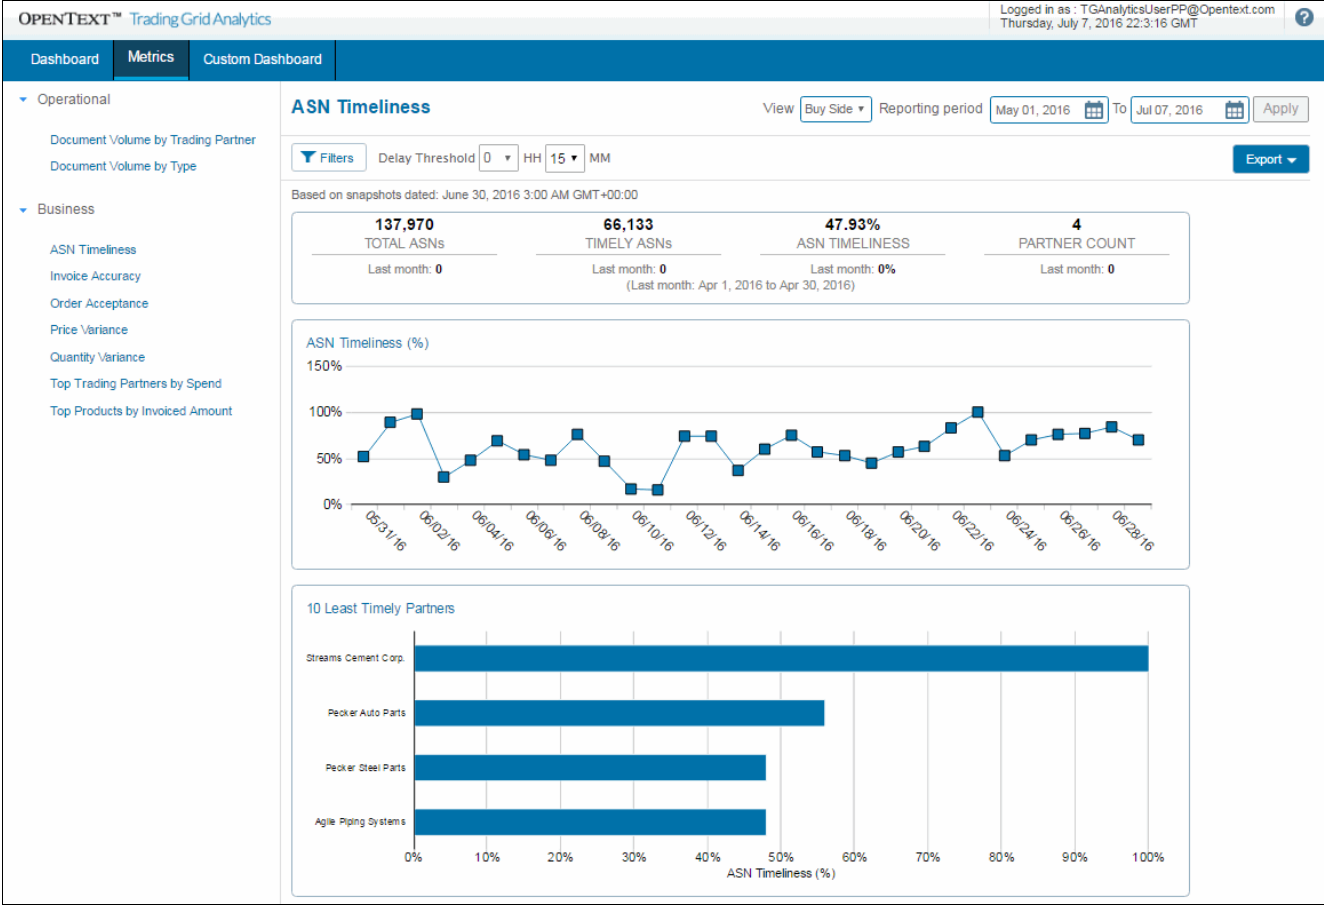 OPENTEXT™ Trading Grid Analytics
Logged in as : TGAnalyticsUserPP@Opentext.com
Thursday, July 7, 2016 22:3:16 GMT
?
Dashboard Metrics Custom Dashboard
Operational
Document Volume by Trading Partner
Document Volume by Type
Business
ASN Timeliness
Invoice Accuracy
Order Acceptance
Price Variance
Quantity Variance
Top Trading Partners by Spend
Top Products by Invoiced Amount
ASN Timeliness
View Buy Side Reporting period May 01, 2016 To Jul 07, 2016 Apply
Filters Delay Threshold 0 HH 15 MM
Export
Based on snapshots dated: June 30, 2016 3:00 AM GMT+00:00
137,970 66,133 47.93% 4
TOTAL ASNs TIMELY ASNs ASN TIMELINESS PARTNER COUNT
Last month: 0 Last month: 0 Last month: 0% Last month: 0
(Last month: Apr 1, 2016 to Apr 30, 2016)
ASN Timeliness (%)
150%
100%
50%
0%
05/31/16 06/02/16 06/04/16 06/06/16 06/08/16 06/10/16 06/12/16 06/14/16 06/16/16 06/18/16 06/20/16 06/22/16 06/24/16 06/26/16 06/28/16
10 Least Timely Partners
Streams Cement Corp.
Pecker Auto Parts
Pecker Steel Parts
Agile Piping Systems
0% 10% 20% 30% 40% 50% 60% 70% 80% 90% 100%
ASN Timeliness (%)